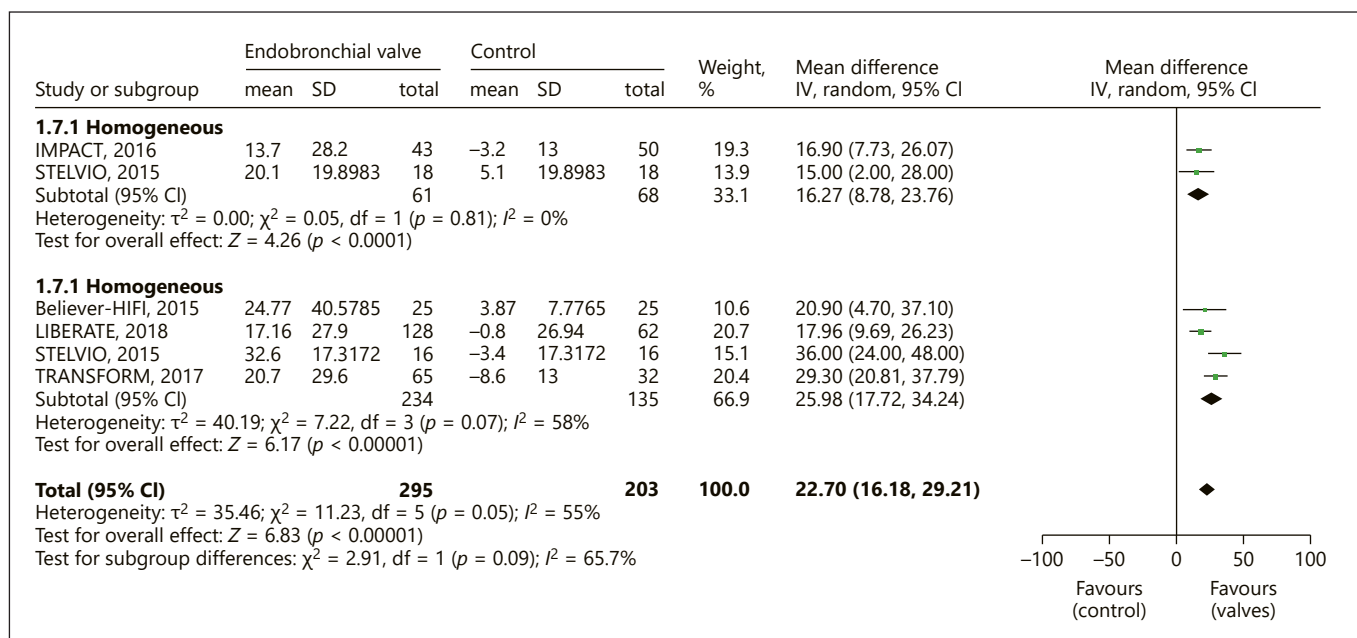 Endobronchial valve Control Weight, % Mean difference IV, random, 95% CI Mean difference IV, random, 95% CI
Study or subgroup mean SD total mean SD total
1.7.1 Homogeneous
IMPACT, 2016 13.7 28.2 43 –3.2 13 50 19.3 16.90 (7.73, 26.07)
STELVIO, 2015 20.1 19.8983 18 5.1 19.8983 18 13.9 15.00 (2.00, 28.00)
Subtotal (95% CI) 61 68 33.1 16.27 (8.78, 23.76)
Heterogeneity: τ² = 0.00; χ² = 0.05, df = 1 (p = 0.81); I² = 0%
Test for overall effect: Z = 4.26 (p < 0.0001)
1.7.1 Homogeneous
Believer-HIFI, 2015 24.77 40.5785 25 3.87 7.7765 25 10.6 20.90 (4.70, 37.10)
LIBERATE, 2018 17.16 27.9 128 –0.8 26.94 62 20.7 17.96 (9.69, 26.23)
STELVIO, 2015 32.6 17.3172 16 –3.4 17.3172 16 15.1 36.00 (24.00, 48.00)
TRANSFORM, 2017 20.7 29.6 65 –8.6 13 32 20.4 29.30 (20.81, 37.79)
Subtotal (95% CI) 234 135 66.9 25.98 (17.72, 34.24)
Heterogeneity: τ² = 40.19; χ² = 7.22, df = 3 (p = 0.07); I² = 58%
Test for overall effect: Z = 6.17 (p < 0.00001)
Total (95% CI) 295 203 100.0 22.70 (16.18, 29.21)
Heterogeneity: τ² = 35.46; χ² = 11.23, df = 5 (p = 0.05); I² = 55%
Test for overall effect: Z = 6.83 (p < 0.00001)
Test for subgroup differences: χ² = 2.91, df = 1 (p = 0.09); I² = 65.7%
–100 –50 0 50 100
Favours Favours
(control) (valves)